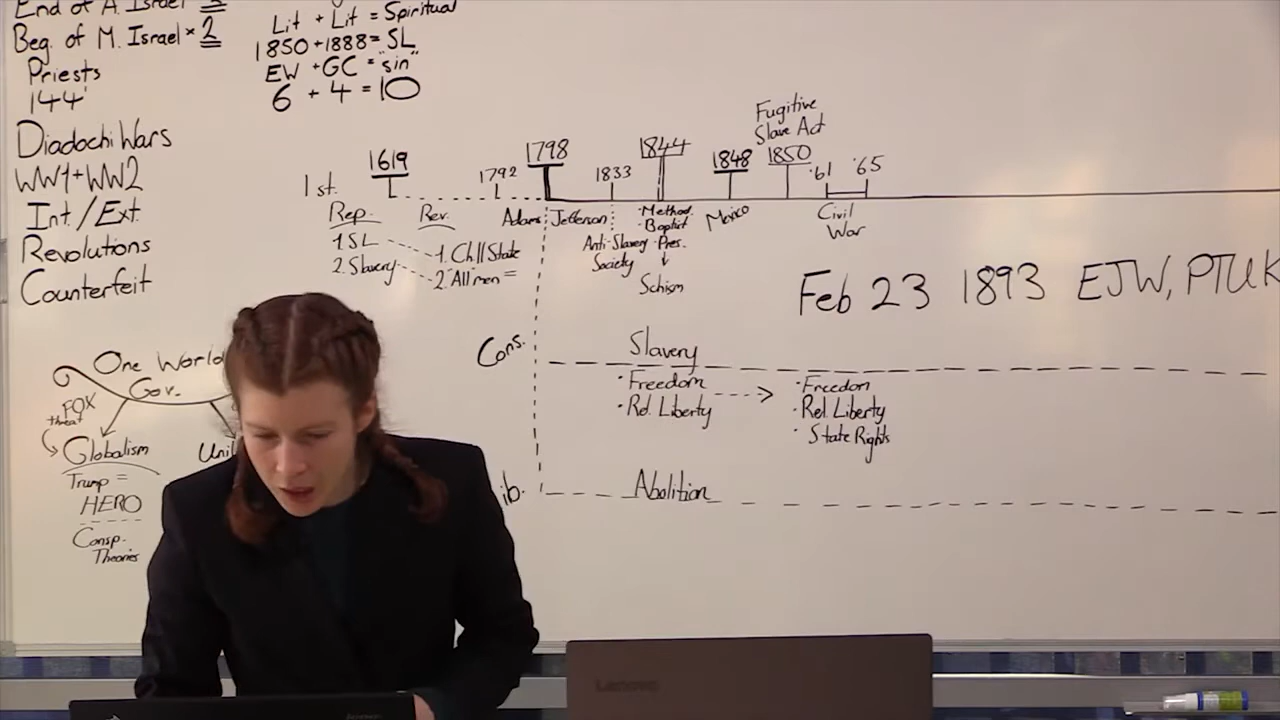 End of A. Israel
Beg. of M. Israel * 2
Priests
144'
Diadochi Wars
WW1+WW2
Int./Ext.
Revolutions
Counterfeit
Lit + Lit = Spiritual
1850+1888=SL
EW + GC = "sin"
6 + 4 = 10
1st.
1619
1792
1798
1833
1844
1848
Fugitive
Slave Act
1850
'61
'65
Rep.
1. SL
2. Slavery
Rev.
1. Ch || State
2. All men =
Adams
Jefferson
Anti-Slavery
Society
• Method.
• Baptist
• Pres.
Schism
Mexico
Civil
War
Feb 23 1893 EJW, PTUK
Cons.
Slavery
• Freedom
• Rel. Liberty
• Freedom
• Rel. Liberty
• State Rights
Abolition
One World
Gov.
FOX
threat
Globalism
Trump =
HERO
Consp.
Theories
Lenovo